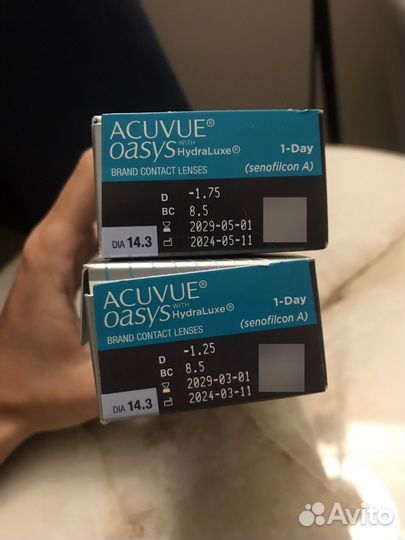 ACUVUE®
OASYS WITH HydraLuxe®
1-Day
BRAND CONTACT LENSES
(senofilcon A)
D -1.75
BC 8.5
2029-05-01
DIA 14.3
2024-05-11
ACUVUE®
OASYS WITH HydraLuxe®
1-Day
BRAND CONTACT LENSES
(senofilcon A)
D -1.25
BC 8.5
2029-03-01
DIA 14.3
2024-03-11
Avito